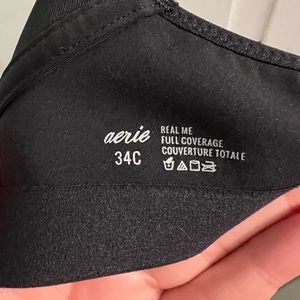 aerie
34C
REAL ME
FULL COVERAGE
COUVERTURE TOTALE